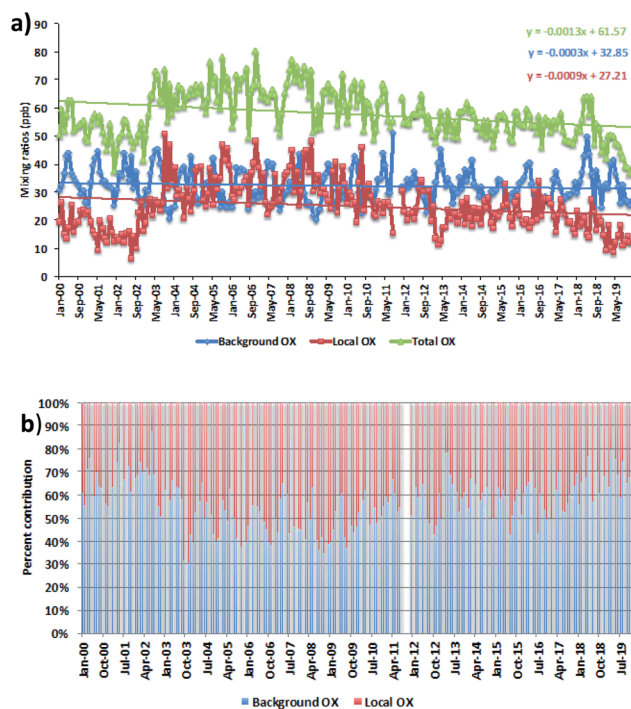 a)
y = -0.0013x + 61.57
y = -0.0003x + 32.85
y = -0.0009x + 27.21
Mixing ratios (ppb)
90
80
70
60
50
40
30
20
10
0
Jan-00 Sep-00 May-01 Jan-02 Sep-02 May-03 Jan-04 Sep-04 May-05 Jan-06 Sep-06 May-07 Jan-08 Sep-08 May-09 Jan-10 Sep-10 May-11 Jan-12 Sep-12 May-13 Jan-14 Sep-14 May-15 Jan-16 Sep-16 May-17 Jan-18 Sep-18 May-19
Background OX Local OX Total OX
b)
Percent contribution
100%
90%
80%
70%
60%
50%
40%
30%
20%
10%
0%
Jan-00 Oct-00 Jul-01 Apr-02 Jan-03 Oct-03 Jul-04 Apr-05 Jan-06 Oct-06 Jul-07 Apr-08 Jan-09 Oct-09 Jul-10 Apr-11 Jan-12 Oct-12 Jul-13 Apr-14 Jan-15 Oct-15 Jul-16 Apr-17 Jan-18 Oct-18 Jul-19
Background OX Local OX